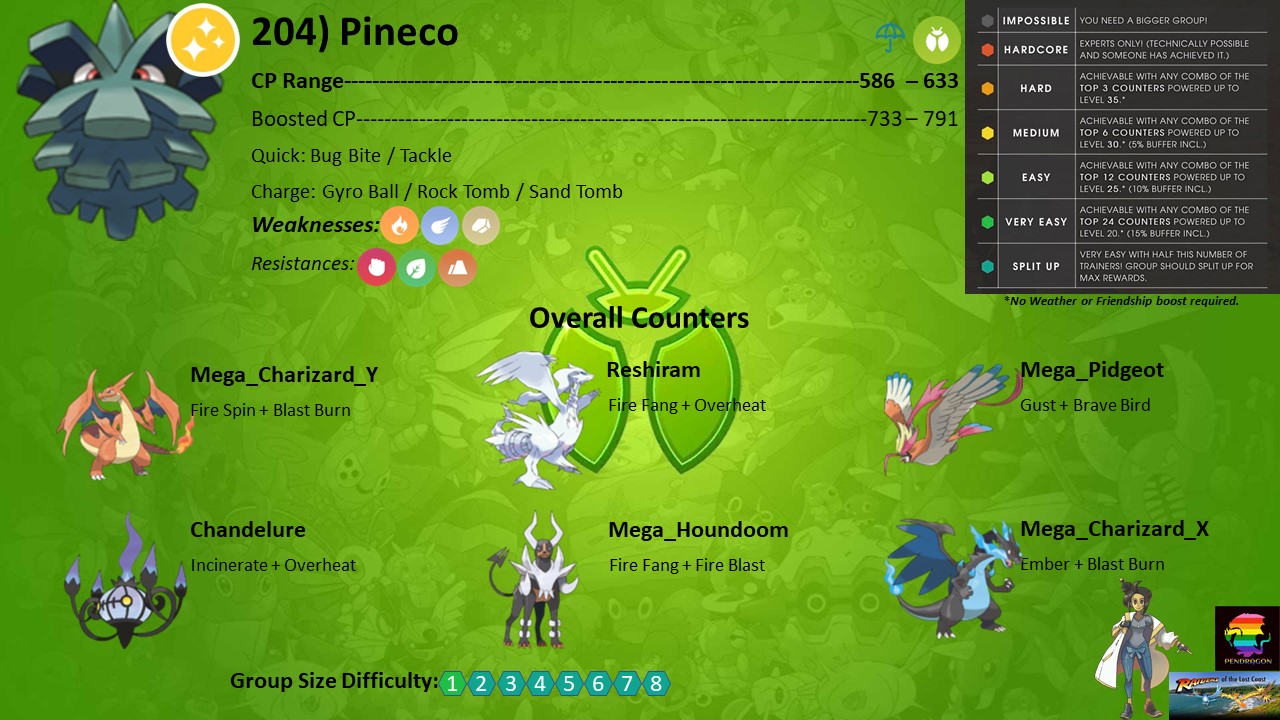 204) Pineco
CP Range-----------------------------------------------------------------------------586 – 633
Boosted CP-----------------------------------------------------------------------------733 – 791
Quick: Bug Bite / Tackle
Charge: Gyro Ball / Rock Tomb / Sand Tomb
Weaknesses:
Resistances:
IMPOSSIBLE YOU NEED A BIGGER GROUP!
HARDCORE EXPERTS ONLY! (TECHNICALLY POSSIBLE
AND SOMEONE HAS ACHIEVED IT.)
HARD ACHIEVABLE WITH ANY COMBO OF THE
TOP 3 COUNTERS POWERED UP TO
LEVEL 35.*
MEDIUM ACHIEVABLE WITH ANY COMBO OF THE
TOP 6 COUNTERS POWERED UP TO
LEVEL 30.* (5% BUFFER INCL.)
EASY ACHIEVABLE WITH ANY COMBO OF THE
TOP 12 COUNTERS POWERED UP TO
LEVEL 25.* (10% BUFFER INCL.)
VERY EASY ACHIEVABLE WITH ANY COMBO OF THE
TOP 24 COUNTERS POWERED UP TO
LEVEL 20.* (15% BUFFER INCL.)
SPLIT UP VERY EASY WITH HALF THIS NUMBER OF
TRAINERS! GROUP SHOULD SPLIT UP FOR
MAX REWARDS.
*No Weather or Friendship boost required.
Overall Counters
Mega_Charizard_Y
Fire Spin + Blast Burn
Reshiram
Fire Fang + Overheat
Mega_Pidgeot
Gust + Brave Bird
Chandelure
Incinerate + Overheat
Mega_Houndoom
Fire Fang + Fire Blast
Mega_Charizard_X
Ember + Blast Burn
Group Size Difficulty: 1 2 3 4 5 6 7 8
PENDROGON
RAIDERS of the Lost Coast